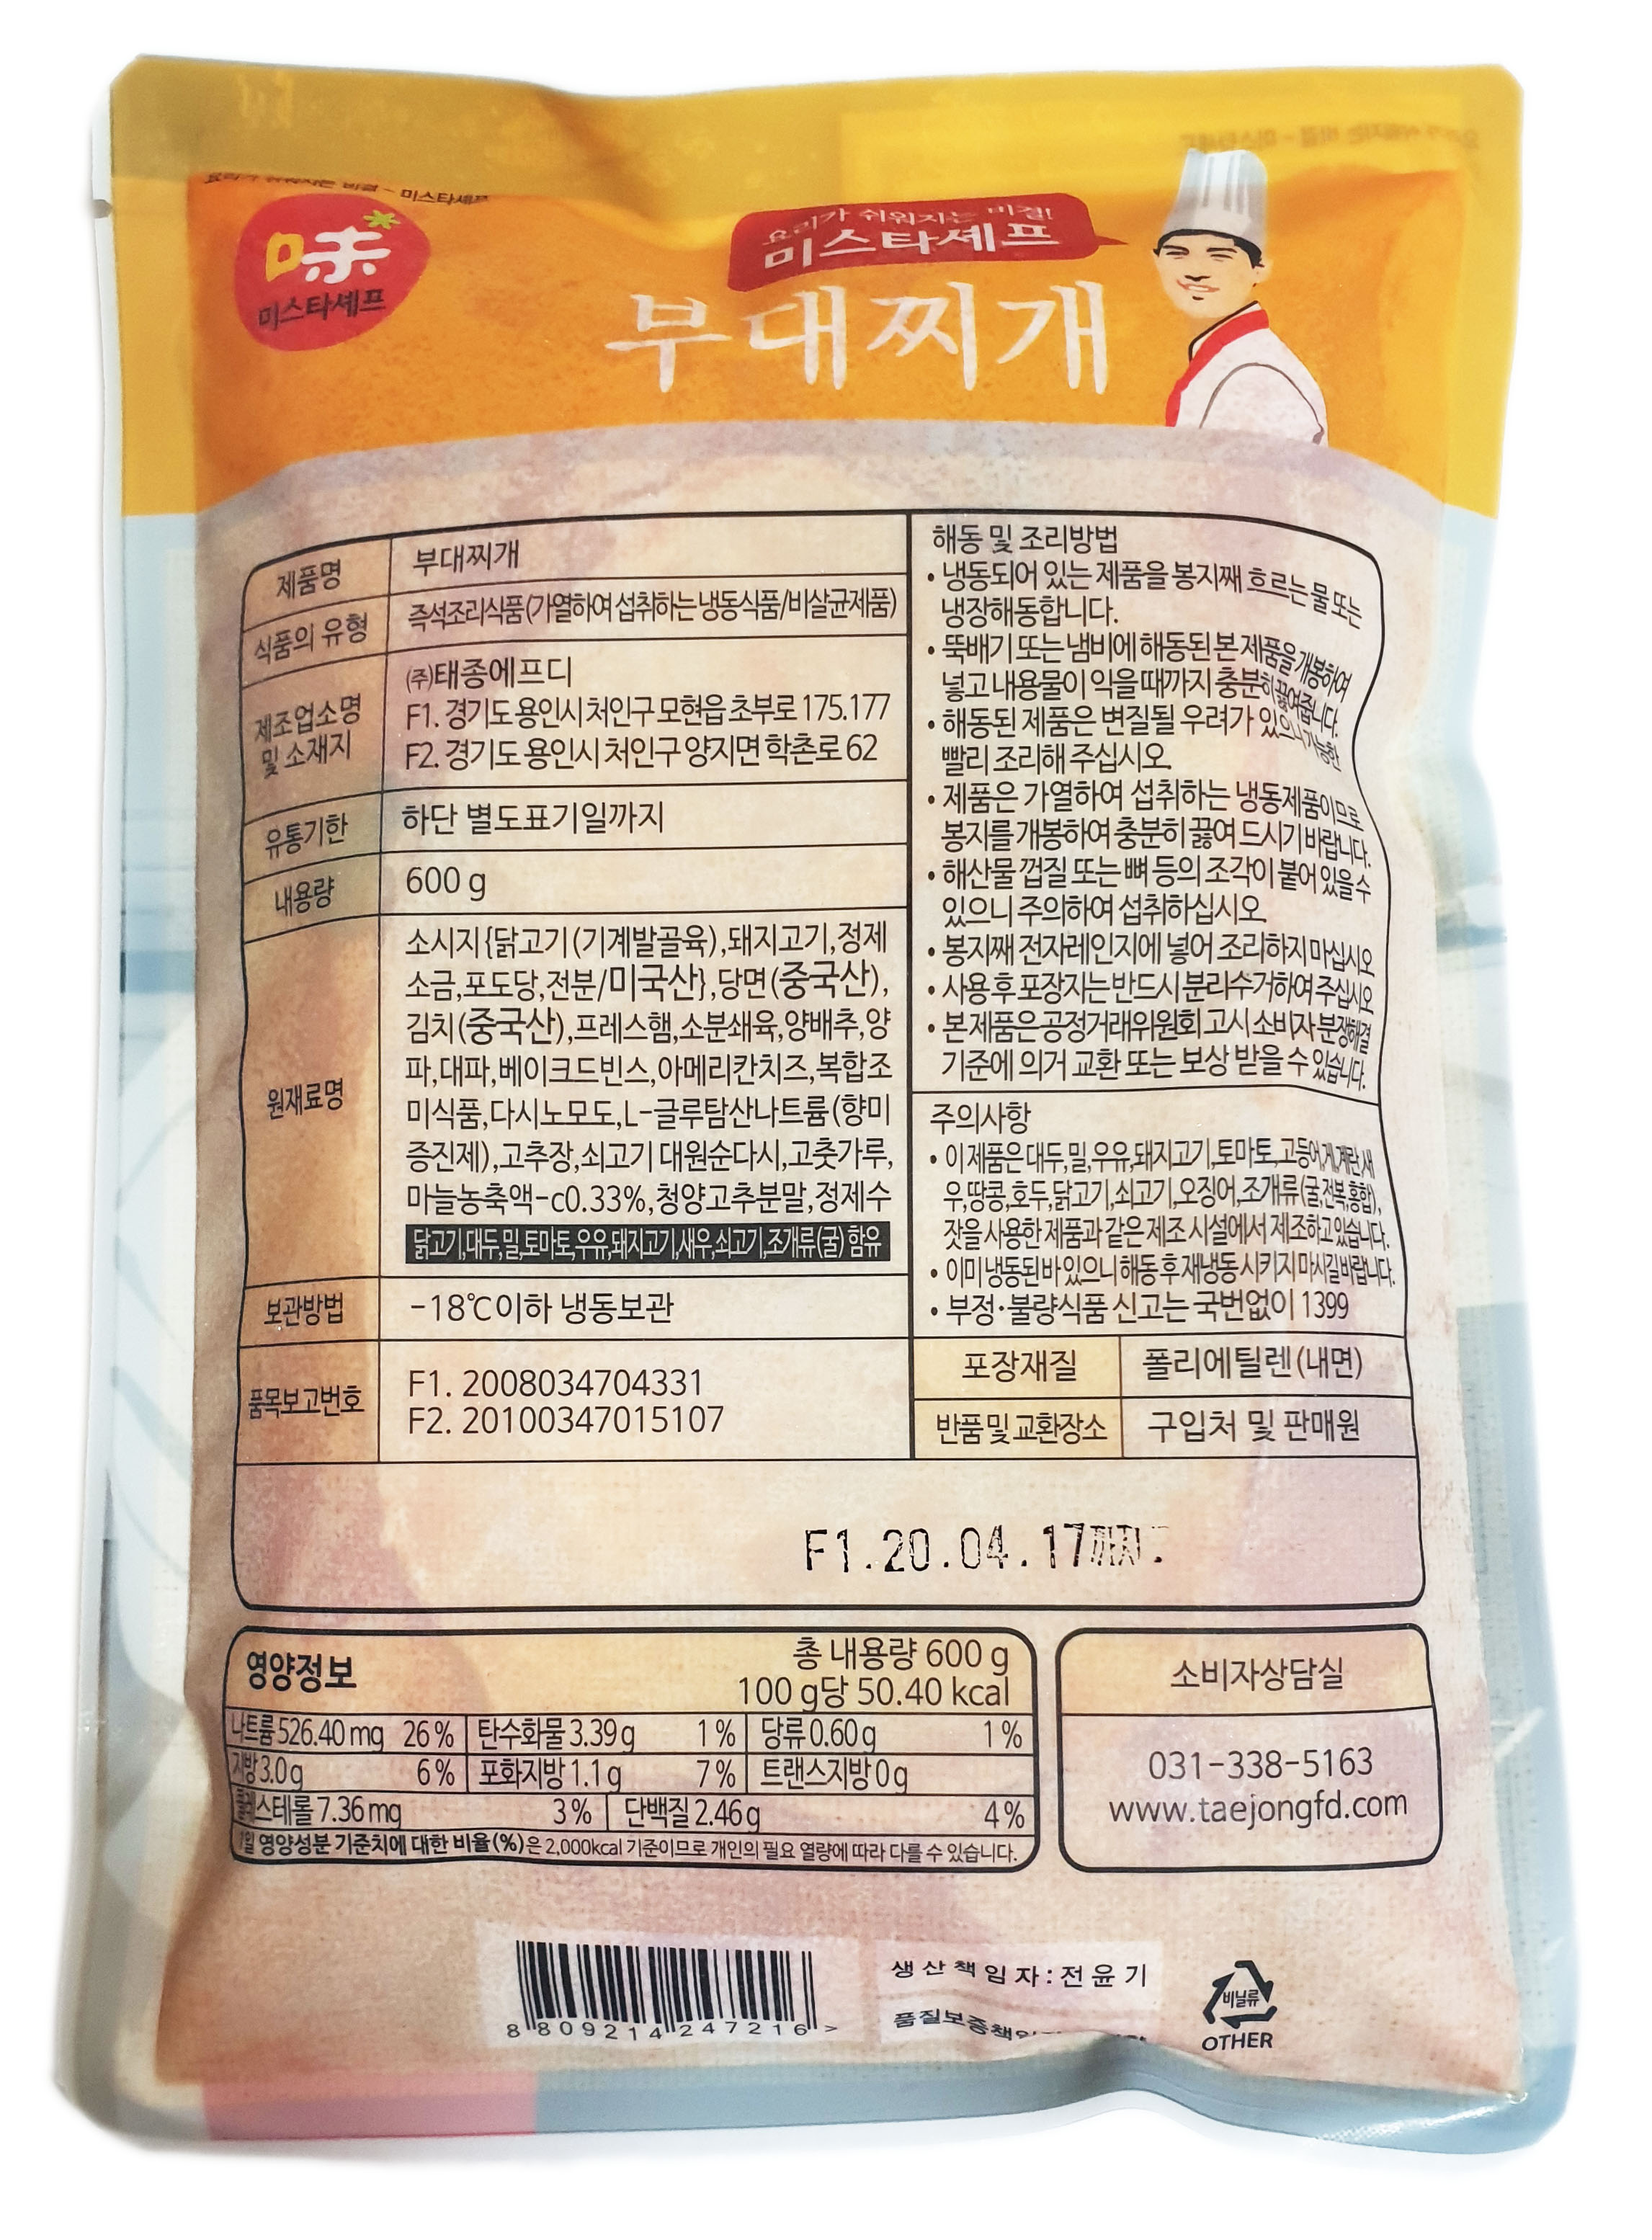 미스타셰프
味
미스타셰프
요리가 쉬워지는 비결!
미스타셰프
부대찌개
제품명
부대찌개
식품의 유형
즉석조리식품(가열하여 섭취하는 냉동식품/비살균제품)
제조업소명
및 소재지
(주)태종에프디
F1. 경기도 용인시 처인구 모현읍 초부로 175.177
F2. 경기도 용인시 처인구 양지면 학촌로 62
유통기한
하단 별도표기일까지
내용량
600 g
원재료명
소시지{닭고기(기계발골육),돼지고기,정제
소금,포도당,전분/미국산},당면(중국산),
김치(중국산),프레스햄,소분쇄육,양배추,양
파,대파,베이크드빈스,아메리칸치즈,복합조
미식품,다시노모도,L-글루탐산나트륨(향미
증진제),고추장,쇠고기 대원순다시,고춧가루,
마늘농축액-c0.33%,청양고추분말,정제수
닭고기,대두,밀,토마토,우유,돼지고기,새우,쇠고기,조개류(굴) 함유
보관방법
-18℃이하 냉동보관
품목보고번호
F1. 2008034704331
F2. 20100347015107
해동 및 조리방법
• 냉동되어 있는 제품을 봉지째 흐르는 물 또는
냉장해동합니다.
• 뚝배기 또는 냄비에 해동된 본 제품을 개봉하여
넣고 내용물이 익을 때까지 충분히 끓여줍니다.
• 해동된 제품은 변질될 우려가 있으니 가능한
빨리 조리해 주십시오.
• 제품은 가열하여 섭취하는 냉동제품이므로
봉지를 개봉하여 충분히 끓여 드시기 바랍니다.
• 해산물 껍질 또는 뼈 등의 조각이 붙어 있을 수
있으니 주의하여 섭취하십시오.
• 봉지째 전자레인지에 넣어 조리하지 마십시오.
• 사용 후 포장지는 반드시 분리수거하여 주십시오.
• 본 제품은 공정거래위원회 고시 소비자 분쟁해결
기준에 의거 교환 또는 보상 받을 수 있습니다.
주의사항
• 이 제품은 대두,밀,우유,돼지고기,토마토,고등어,게,계란,새
우,땅콩,호두,닭고기,쇠고기,오징어,조개류(굴,전복,홍합),
잣을 사용한 제품과 같은 제조 시설에서 제조하고 있습니다.
• 이미 냉동된 바 있으니 해동 후 재냉동 시키지 마시길 바랍니다.
• 부정·불량식품 신고는 국번없이 1399
포장재질
폴리에틸렌(내면)
반품 및 교환장소
구입처 및 판매원
F1.20.04.17까지
영양정보
총 내용량 600 g
100 g당 50.40 kcal
나트륨 526.40 mg 26% 탄수화물 3.39 g 1% 당류 0.60 g 1%
지방 3.0 g 6% 포화지방 1.1 g 7% 트랜스지방 0 g
콜레스테롤 7.36 mg 3% 단백질 2.46 g 4%
1일 영양성분 기준치에 대한 비율(%)은 2,000kcal 기준이므로 개인의 필요 열량에 따라 다를 수 있습니다.
소비자상담실
031-338-5163
www.taejongfd.com
8 809214 247216 >
생산책임자:전윤기
비닐류
OTHER